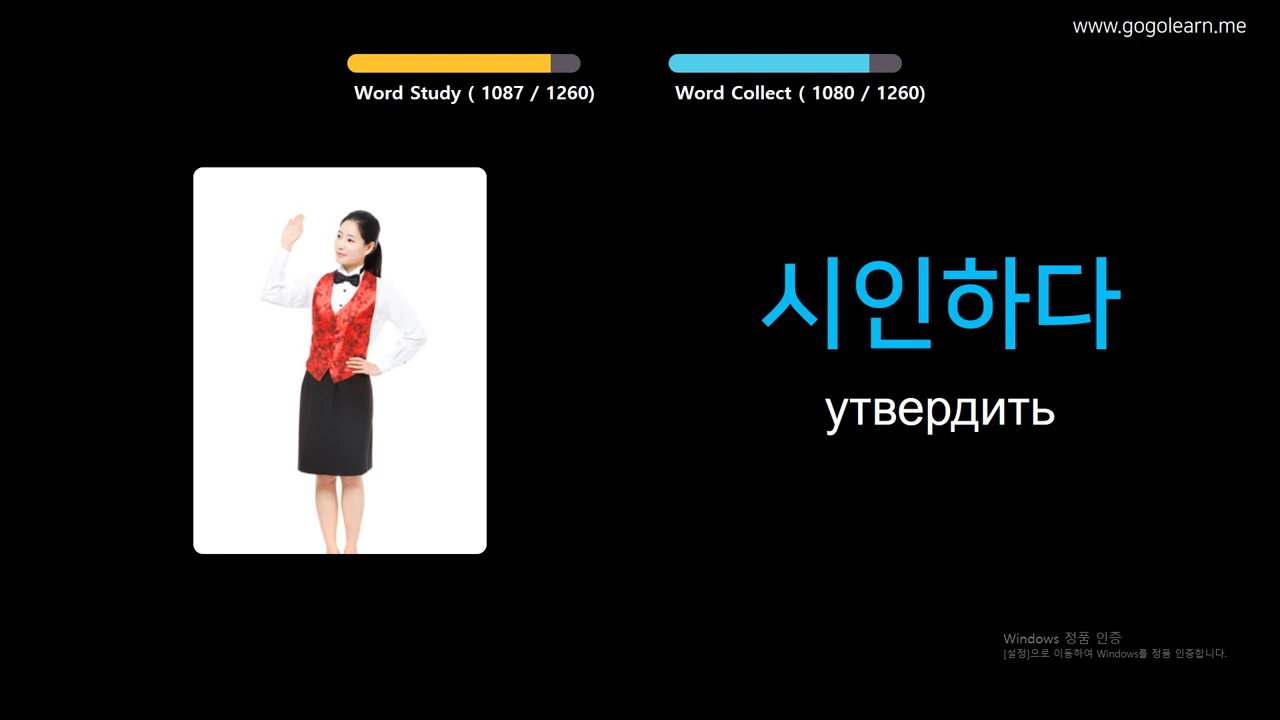 www.gogolearn.me
Word Study ( 1087 / 1260)
Word Collect ( 1080 / 1260)
시인하다
утвердить
Windows 정품 인증
[설정]으로 이동하여 Windows를 정품 인증합니다.